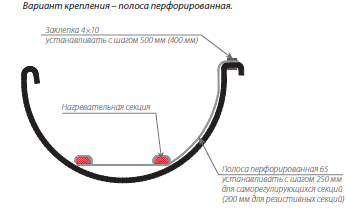 Вариант крепления – полоса перфорированная.
Заклепка 4×10
устанавливать с шагом 500 мм (400 мм)
Нагревательная секция
Полоса перфорированная 65
устанавливать с шагом 250 мм
для саморегулирующихся секций
(200 мм для резистивных секций)